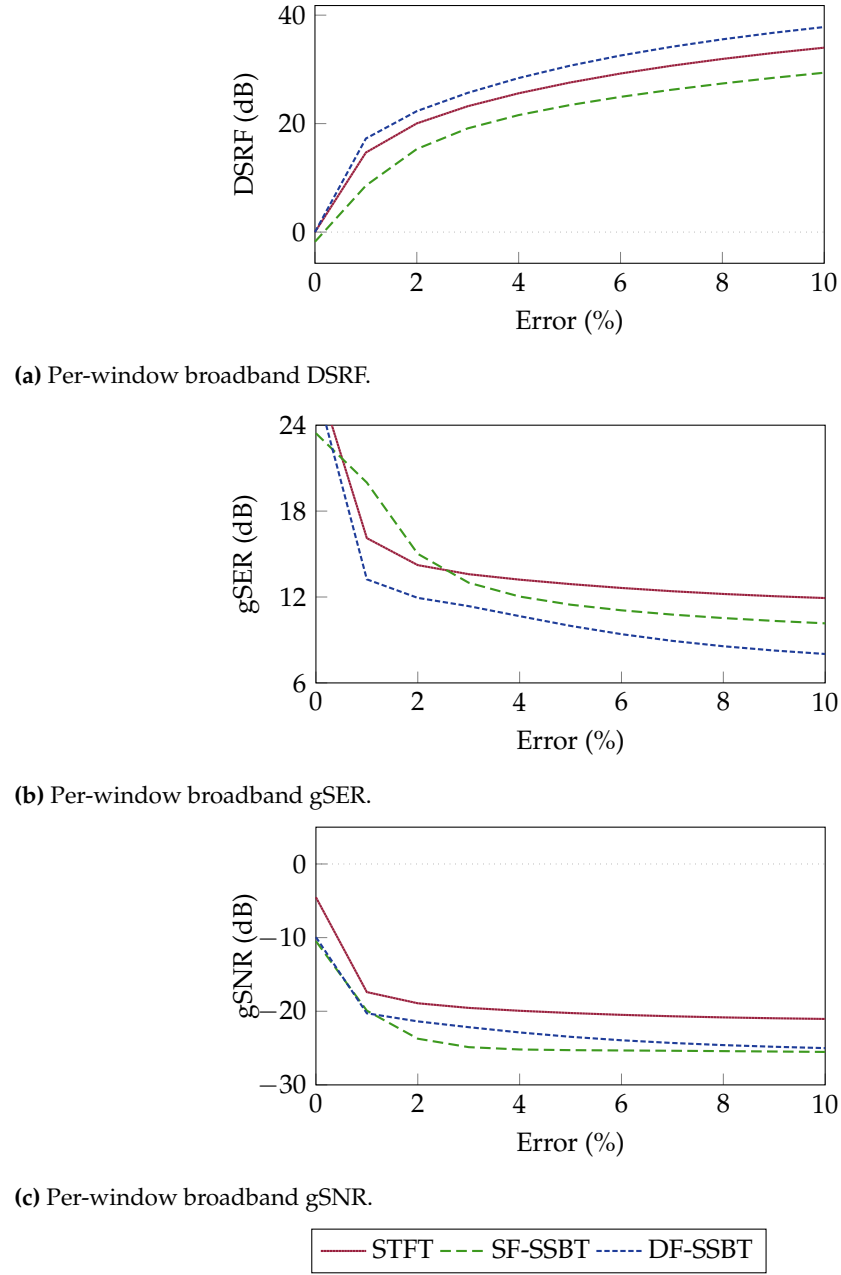 40
20
0
DSRF (dB)
0 2 4 6 8 10
Error (%)
(a) Per-window broadband DSRF.
24
18
12
6
gSER (dB)
0 2 4 6 8 10
Error (%)
(b) Per-window broadband gSER.
0
−10
−20
−30
gSNR (dB)
0 2 4 6 8 10
Error (%)
(c) Per-window broadband gSNR.
STFT SF-SSBT DF-SSBT